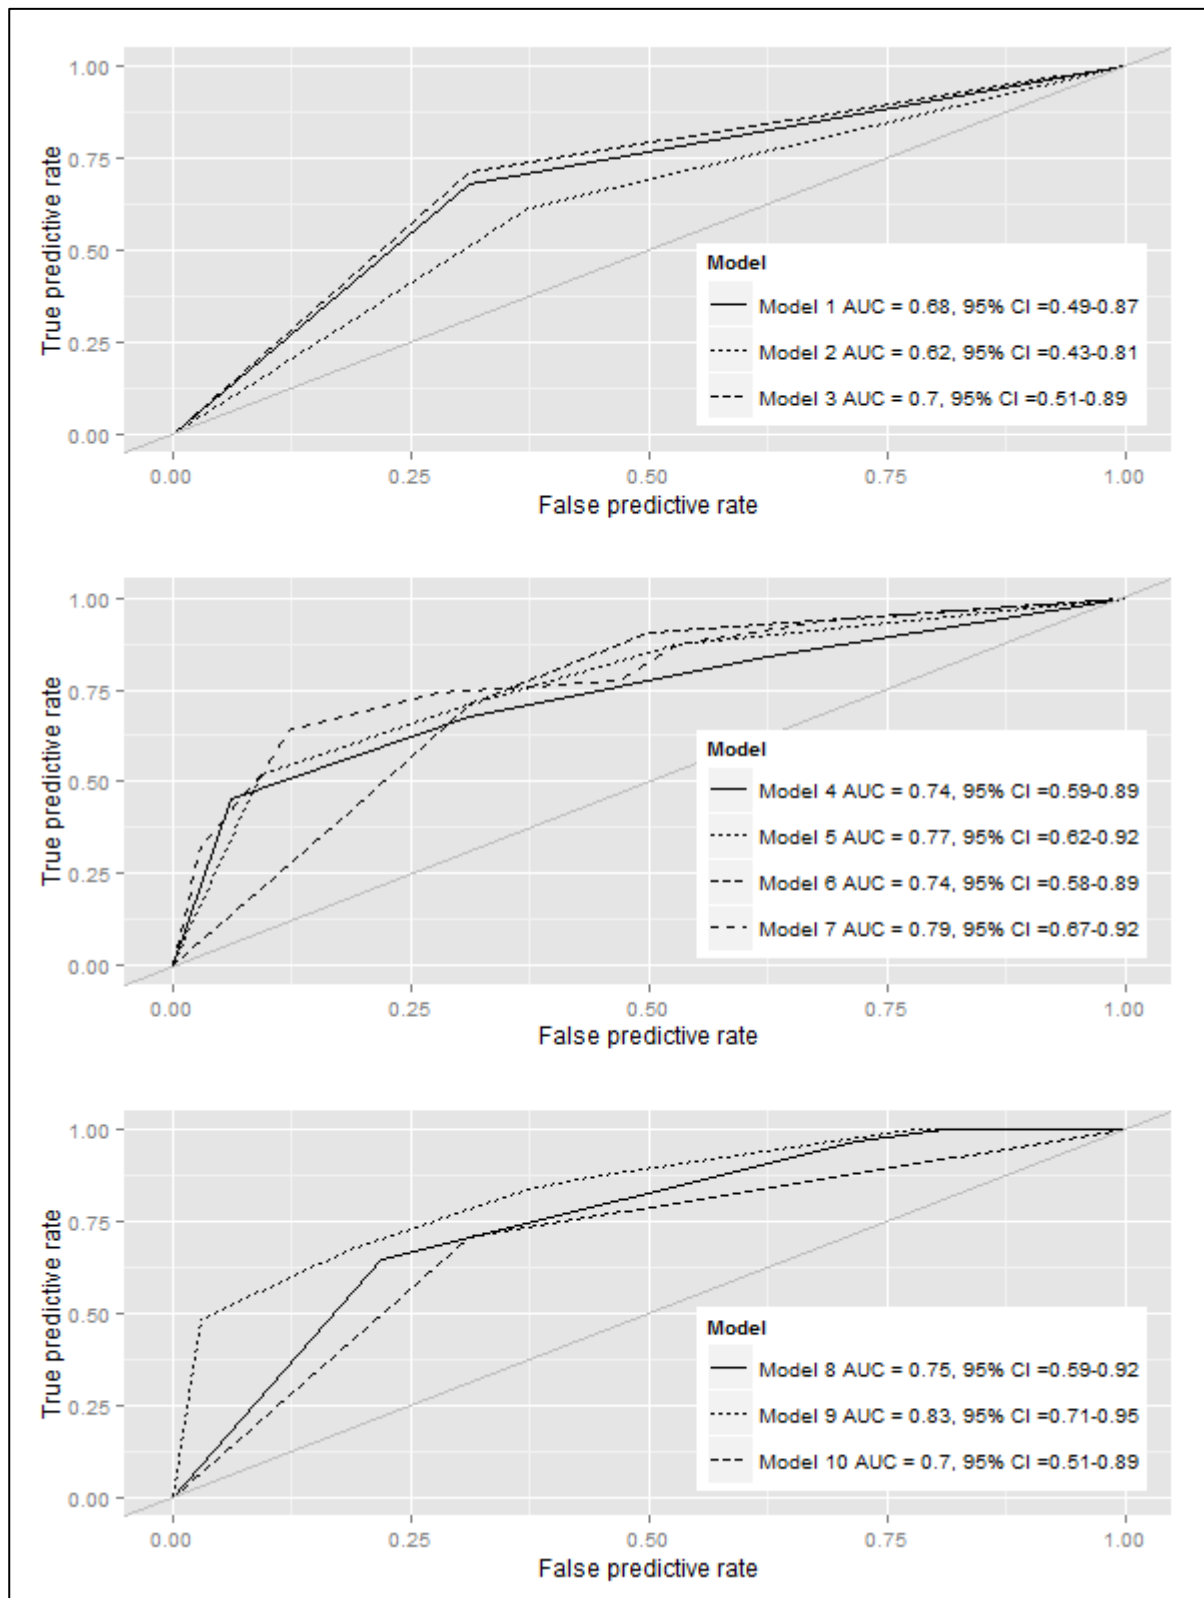 1.00
0.75
0.50
0.25
0.00
True predictive rate
Model
Model 1 AUC = 0.68, 95% CI =0.49-0.87
Model 2 AUC = 0.62, 95% CI =0.43-0.81
Model 3 AUC = 0.7, 95% CI =0.51-0.89
0.00 0.25 0.50 0.75 1.00
False predictive rate
1.00
0.75
0.50
0.25
0.00
True predictive rate
Model
Model 4 AUC = 0.74, 95% CI =0.59-0.89
Model 5 AUC = 0.77, 95% CI =0.62-0.92
Model 6 AUC = 0.74, 95% CI =0.58-0.89
Model 7 AUC = 0.79, 95% CI =0.67-0.92
0.00 0.25 0.50 0.75 1.00
False predictive rate
1.00
0.75
0.50
0.25
0.00
True predictive rate
Model
Model 8 AUC = 0.75, 95% CI =0.59-0.92
Model 9 AUC = 0.83, 95% CI =0.71-0.95
Model 10 AUC = 0.7, 95% CI =0.51-0.89
0.00 0.25 0.50 0.75 1.00
False predictive rate